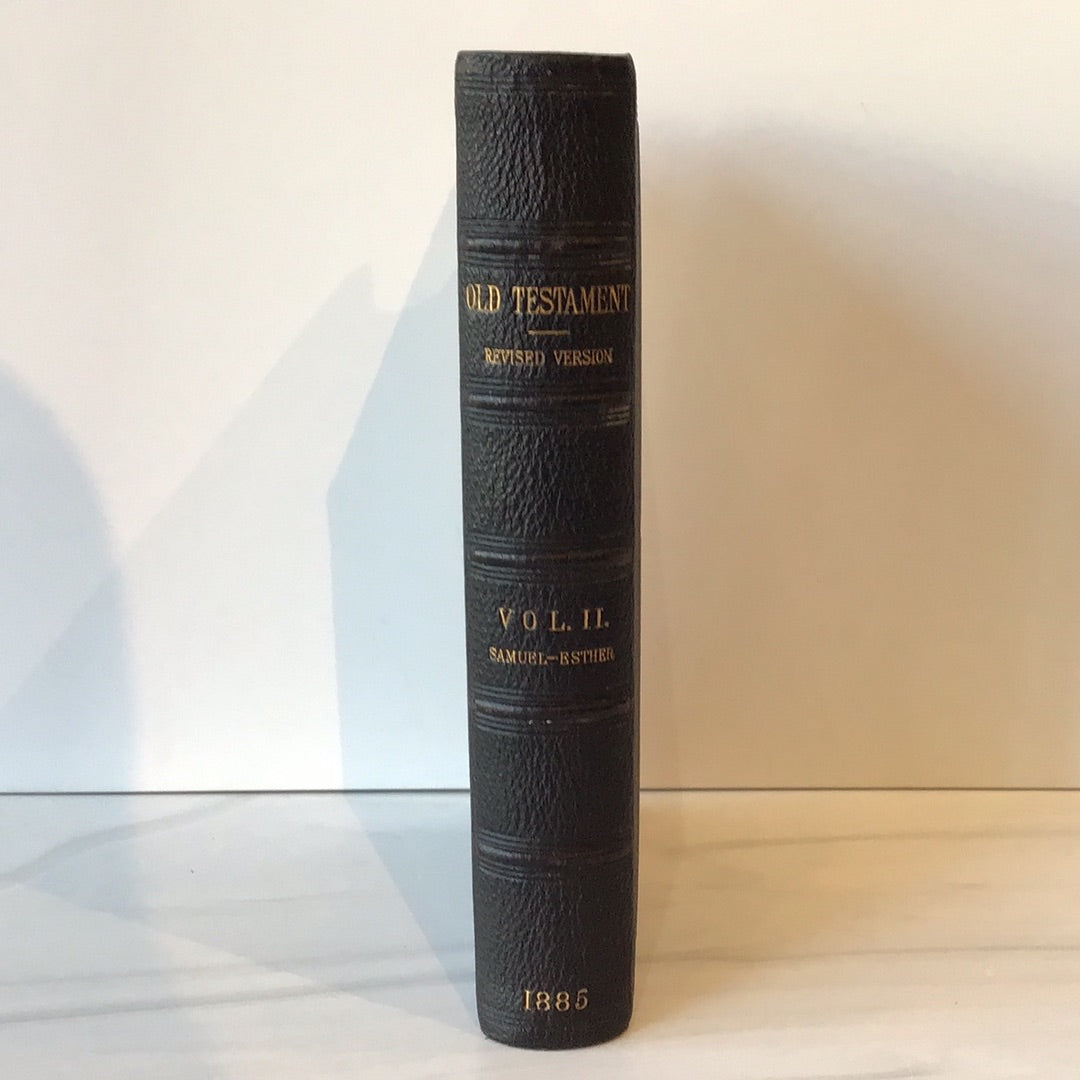 OLD TESTAMENT
REVISED VERSION
VOL. II.
SAMUEL-ESTHER
1885